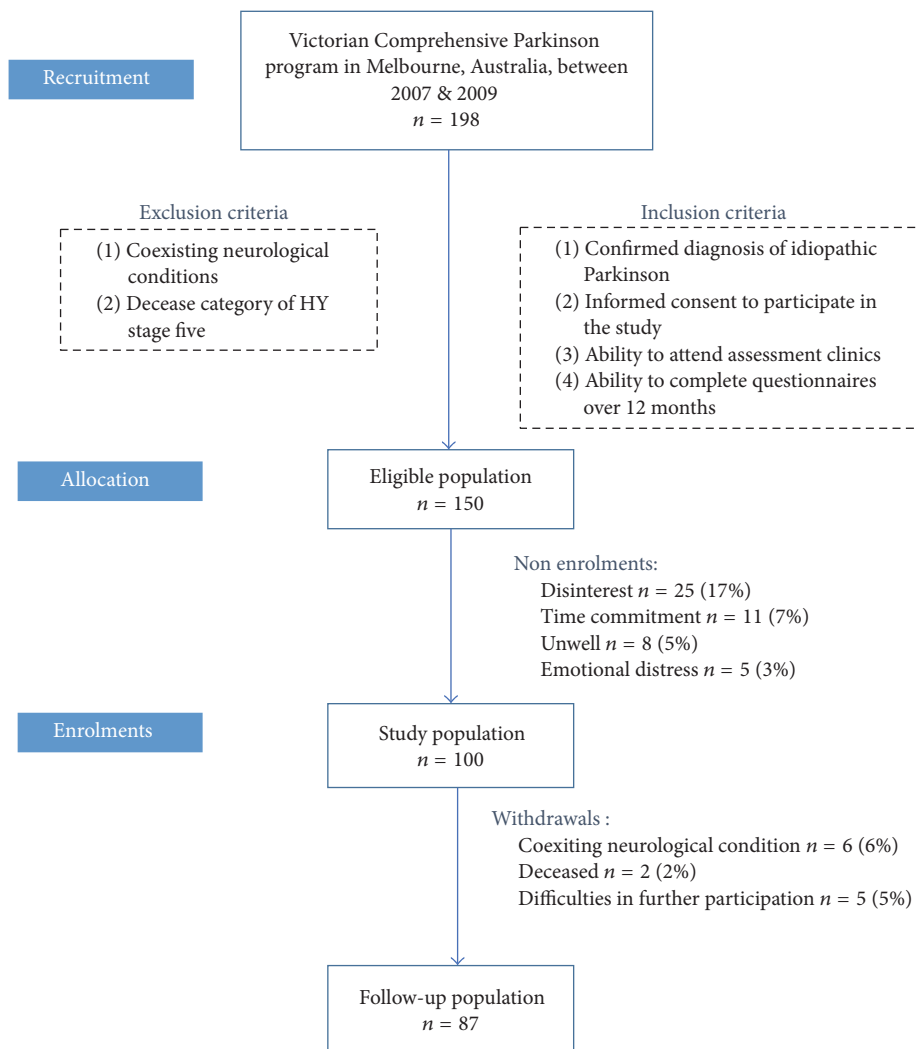 Recruitment
Victorian Comprehensive Parkinson
program in Melbourne, Australia, between
2007 & 2009
n = 198
Exclusion criteria
(1) Coexisting neurological
conditions
(2) Decease category of HY
stage five
Inclusion criteria
(1) Confirmed diagnosis of idiopathic
Parkinson
(2) Informed consent to participate in
the study
(3) Ability to attend assessment clinics
(4) Ability to complete questionnaires
over 12 months
Allocation
Eligible population
n = 150
Non enrolments:
Disinterest n = 25 (17%)
Time commitment n = 11 (7%)
Unwell n = 8 (5%)
Emotional distress n = 5 (3%)
Enrolments
Study population
n = 100
Withdrawals :
Coexiting neurological condition n = 6 (6%)
Deceased n = 2 (2%)
Difficulties in further participation n = 5 (5%)
Follow-up population
n = 87